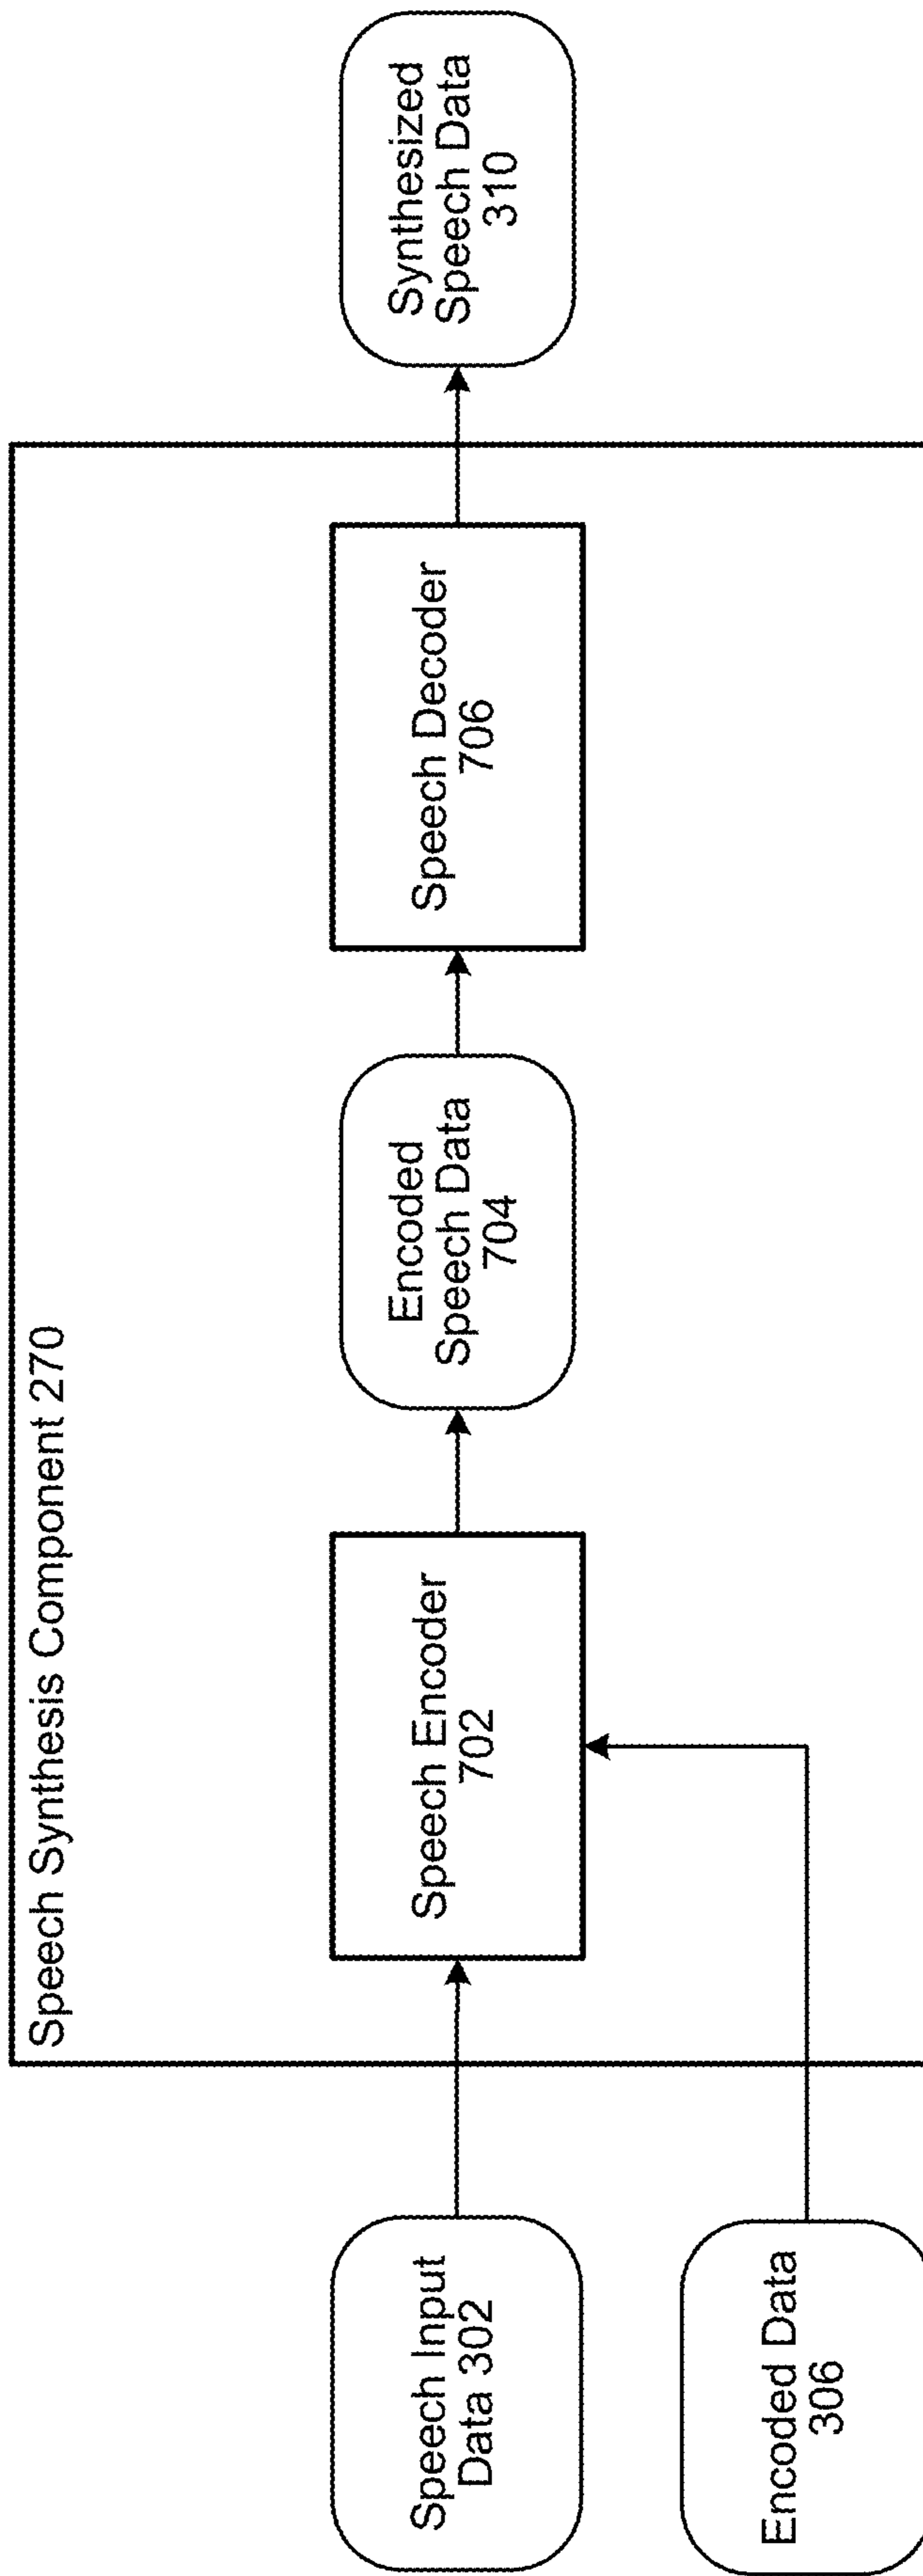 Speech Synthesis Component 270
Speech Input
Data 302
Encoded Data
306
Speech Encoder
702
Encoded
Speech Data
704
Speech Decoder
706
Synthesized
Speech Data
310